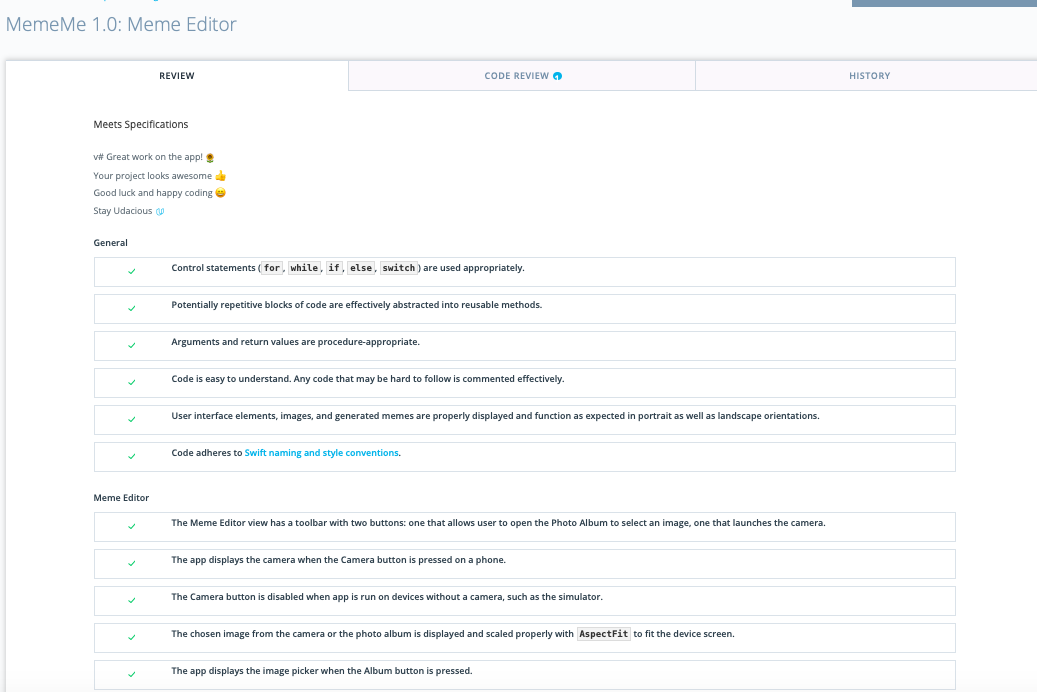 MemeMe 1.0: Meme Editor
REVIEW
CODE REVIEW
HISTORY
Meets Specifications
v# Great work on the app! 🌻
Your project looks awesome 👍
Good luck and happy coding 😄
Stay Udacious
General
Control statements (for, while, if, else, switch) are used appropriately.
Potentially repetitive blocks of code are effectively abstracted into reusable methods.
Arguments and return values are procedure-appropriate.
Code is easy to understand. Any code that may be hard to follow is commented effectively.
User interface elements, images, and generated memes are properly displayed and function as expected in portrait as well as landscape orientations.
Code adheres to Swift naming and style conventions.
Meme Editor
The Meme Editor view has a toolbar with two buttons: one that allows user to open the Photo Album to select an image, one that launches the camera.
The app displays the camera when the Camera button is pressed on a phone.
The Camera button is disabled when app is run on devices without a camera, such as the simulator.
The chosen image from the camera or the photo album is displayed and scaled properly with AspectFit to fit the device screen.
The app displays the image picker when the Album button is pressed.